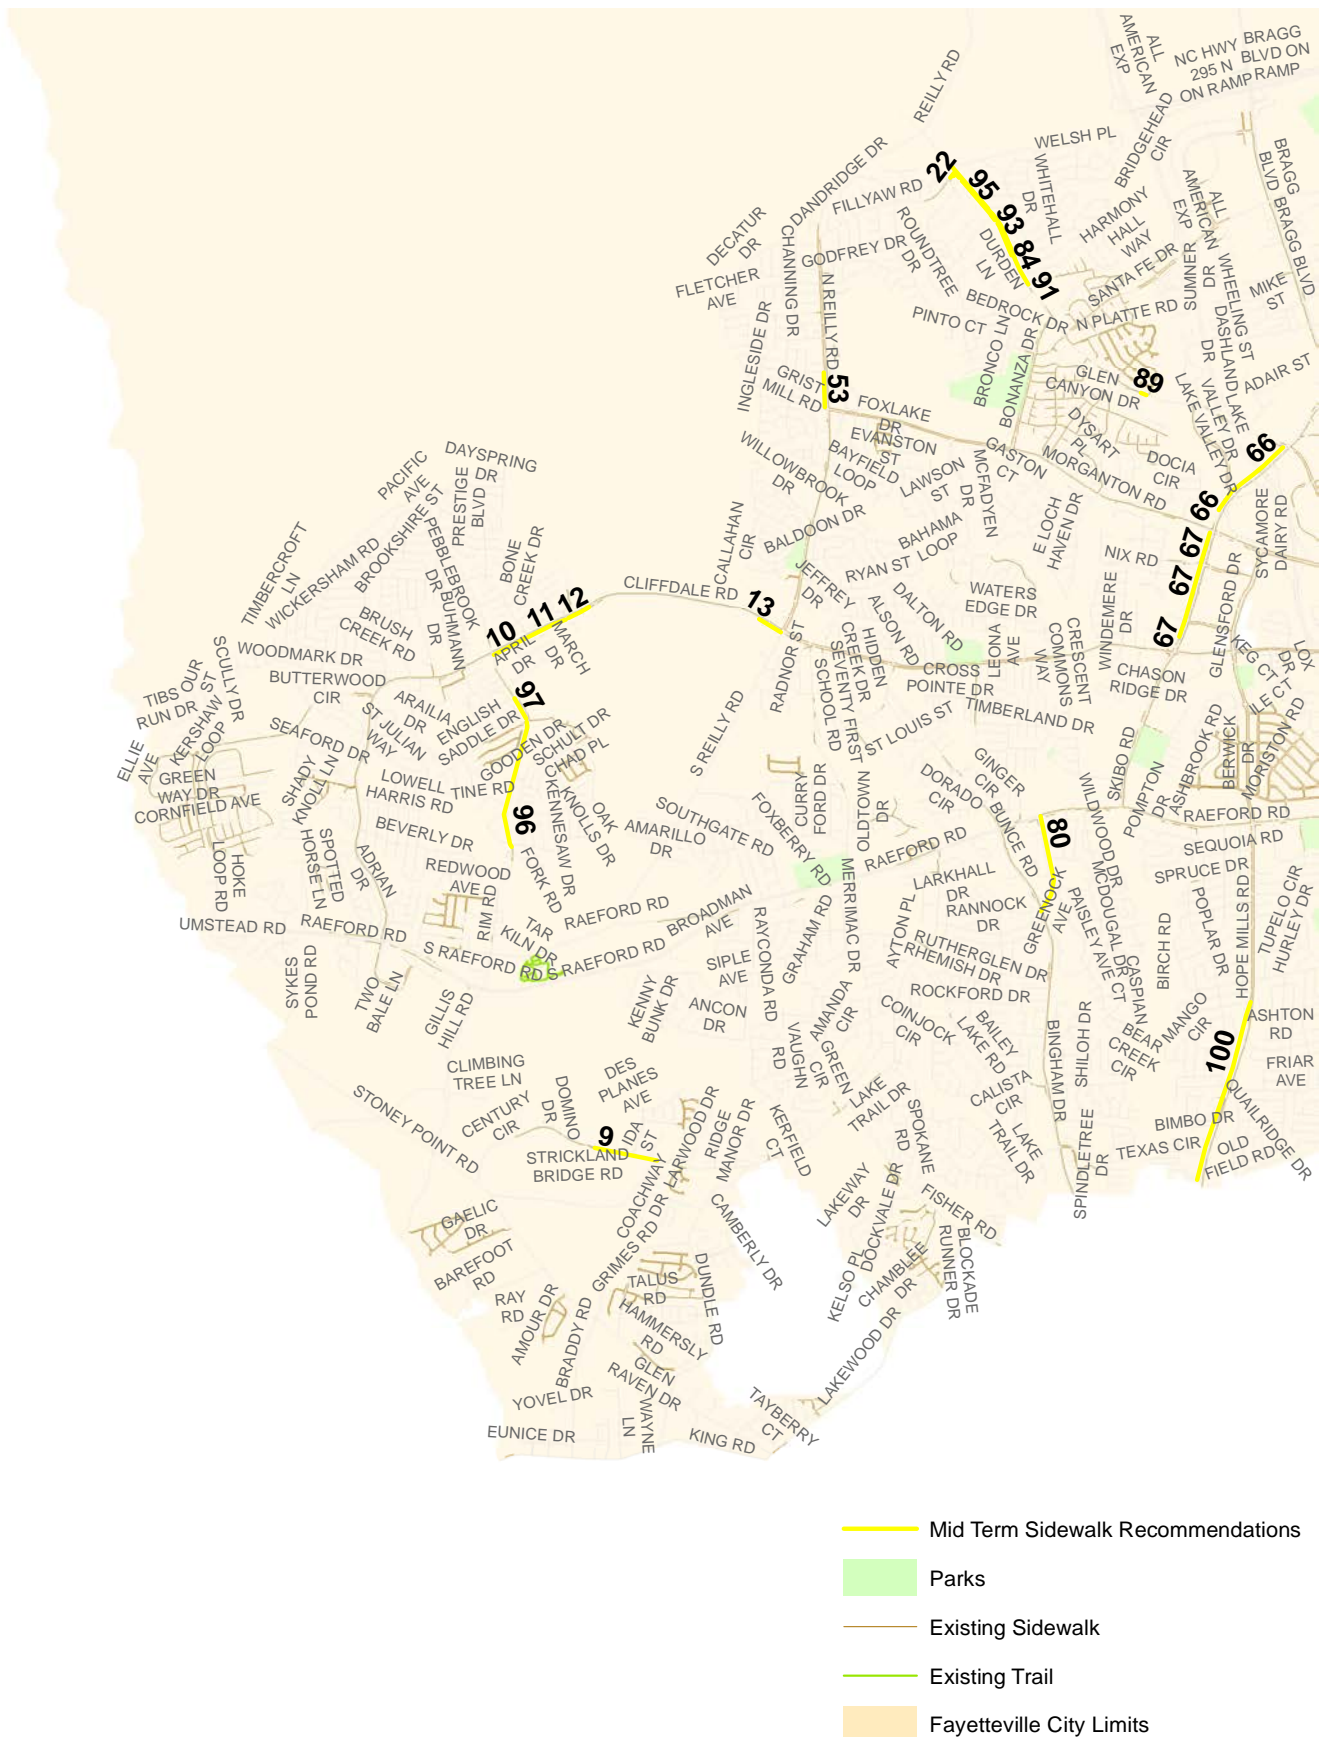 ALL
AMERICAN
EXP
NC HWY
295 N
ON RAMP
BRAGG
BLVD ON
RAMP
REILLY RD
BRIDGEHEAD
CIR
WELSH PL
WHITEHALL
DR
DANDRIDGE DR
FILLYAW RD
22
95
93
84
91
BRAGG
BLVD
BRAGG BLVD
ALL
AMERICAN
EXP
HARMONY
HALL
WAY
DECATUR
DR
CHANNING DR
GODFREY DR
ROUNDTREE
DR
DURDEN
LN
FLETCHER
AVE
N REILLY RD
SANTA FE DR
SUMNER
DR
WHEELING ST
MIKE
ST
BEDROCK DR
PINTO CT
N PLATTE RD
BRONCO LN
BONANZA DR
DASHLAND
DR
INGLESIDE DR
GRIST
MILL RD
53
GLEN
CANYON DR
89
ADAIR ST
LAKE
VALLEY DR
LAKE VALLEY DR
FOXLAKE
DR
EVANSTON
ST
BAYFIELD
LOOP
DYSART
PL
GASTON
CT
MORGANTON RD
DOCIA
CIR
66
66
WILLOWBROOK
DR
LAWSON
ST
MCFADYEN
DR
DAYSPRING
DR
PACIFIC
AVE
PRESTIGE
BLVD
BROOKSHIRE ST
PEBBLEBROOK
DR
WICKERSHAM RD
TIMBERCROFT
LN
BONE
CREEK DR
CALLAHAN
CIR
BALDOON DR
BAHAMA
LOOP
RYAN ST
E LOCH
HAVEN DR
NIX RD
67
67
67
SYCAMORE
DAIRY RD
CLIFFDALE RD
13
JEFFREY
DR
ALSON RD
DALTON RD
WATERS
EDGE DR
WINDEMERE
DR
GLENSFORD DR
10
11
12
APRIL
DR
MARCH
DR
BUHMANN
DR
BRUSH
CREEK RD
WOODMARK DR
BUTTERWOOD
CIR
SCULLY DR
TIBS OUR
RUN DR
KERSHAW
LOOP
ST
RADNOR ST
HIDDEN
CREEK DR
SEVENTY FIRST
SCHOOL RD
LEONA
AVE
CRESCENT
COMMONS
WAY
CROSS
POINTE DR
CHASON
RIDGE DR
KEG CT
LOX
DR
ILE CT
TIMBERLAND DR
ST LOUIS ST
97
ARAILIA
DR
ENGLISH
SADDLE DR
ST JULIAN
WAY
SEAFORD DR
ELLIE
AVE
GREEN
WAY DR
CORNFIELD AVE
SHADY
KNOLL LN
LOWELL
HARRIS RD
TINE RD
GOODEN DR
SCHULT DR
CHAD PL
S REILLY RD
CURRY
FORD DR
OLDTOWN
DR
GINGER
CIR
DORADO
CIR
BUNCE RD
SKIBO RD
WILDWOOD DR
POMPTON
DR
ASHBROOK RD
BERWICK
DR
MORISTON RD
RAEFORD RD
SEQUOIA RD
SPRUCE DR
96
BEVERLY DR
REDWOOD
AVE
FORK RD
KENNESAW DR
KNOLLS DR
OAK
AMARILLO
DR
SOUTHGATE RD
FOXBERRY RD
RAEFORD RD
80
HOKE
LOOP RD
SPOTTED
HORSE LN
ADRIAN
DR
RIM RD
UMSTEAD RD
RAEFORD RD
TAR
KILN DR
RAEFORD RD
BROADMAN
AVE
S RAEFORD RD
S RAEFORD RD
MERRIMAC DR
GRAHAM RD
RAYCONDA RD
SIPLE
AVE
LARKHALL
DR
RANNOCK
DR
AYTON PL
RUTHERGLEN DR
RHEMISH DR
GREENOCK
AVE
PAISLEY AVE
MCDOUGAL DR
CT
CASPIAN
BIRCH RD
POPLAR DR
HOPE MILLS RD
TUPELO CIR
HURLEY DR
SYKES
POND RD
TWO
BALE LN
GILLIS
HILL RD
KENNY
BUNK DR
ANCON
DR
AMANDA
CIR
COINJOCK
CIR
ROCKFORD DR
BAILEY
LAKE RD
BINGHAM DR
SHILOH DR
BEAR
CREEK
CIR
MANGO
CIR
100
ASHTON
RD
FRIAR
AVE
VAUGHN
RD
GREEN
CIR
LAKE
TRAIL DR
CALISTA
CIR
LAKE
TRAIL DR
CLIMBING
TREE LN
STONEY POINT RD
CENTURY
CIR
DOMINO
DR
DES
PLANES
AVE
IDA
ST
9
STRICKLAND
BRIDGE RD
LARWOOD DR
RIDGE
MANOR DR
KERFIELD
CT
SPOKANE
RD
SPINDLETREE
DR
TEXAS CIR
BIMBO DR
OLD
FIELD RD
QUAILRIDGE DR
COACHWAY
DR
GRIMES RD
CAMBERLY DR
LAKEWAY
DR
DOCKVALE DR
FISHER RD
BLOCKADE
RUNNER DR
KELSO PL
CHAMBLEE
DR
GAELIC
DR
BAREFOOT
RD
RAY
RD
AMOUR DR
BRADDY RD
TALUS
RD
HAMMERSLY
RD
DUNDLE RD
GLEN
RAVEN DR
LAKEWOOD DR
TAYBERRY
CT
YOVEL DR
EUNICE DR
WAYNE
LN
KING RD
Mid Term Sidewalk Recommendations
Parks
Existing Sidewalk
Existing Trail
Fayetteville City Limits